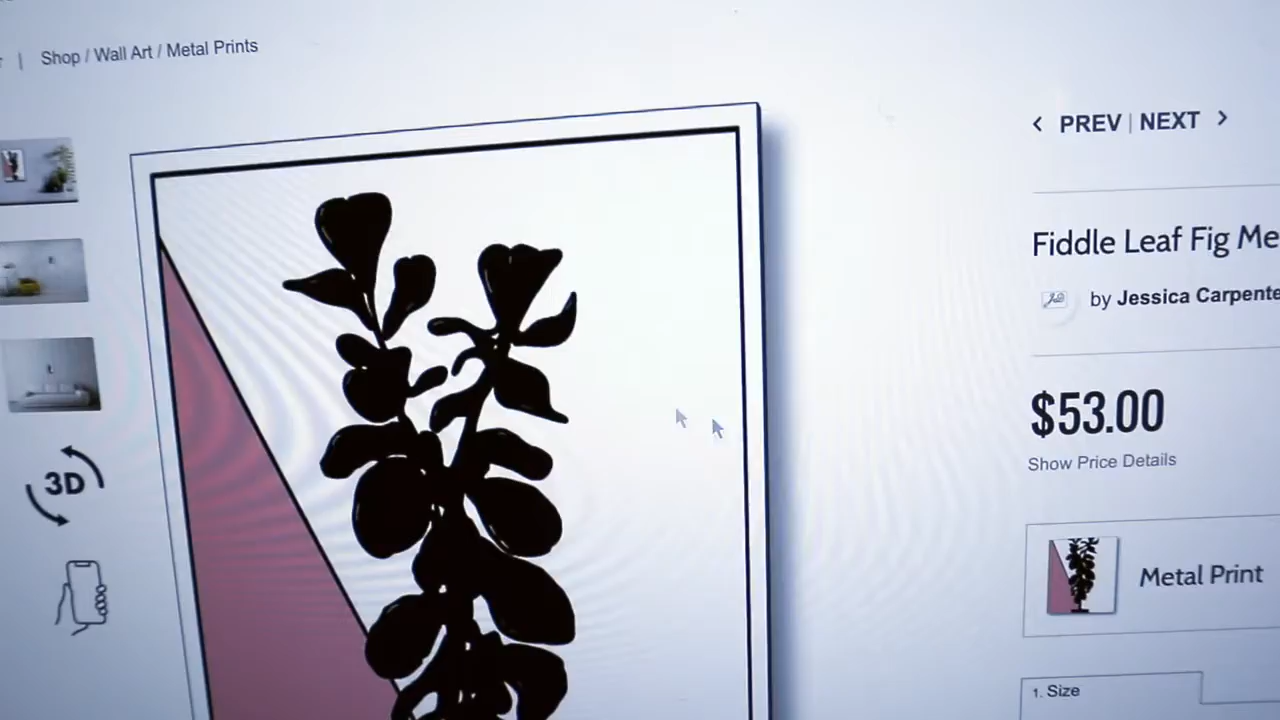 | Shop / Wall Art / Metal Prints
< PREV | NEXT >
Fiddle Leaf Fig Me
by Jessica Carpente
$53.00
Show Price Details
3D
Metal Print
1. Size